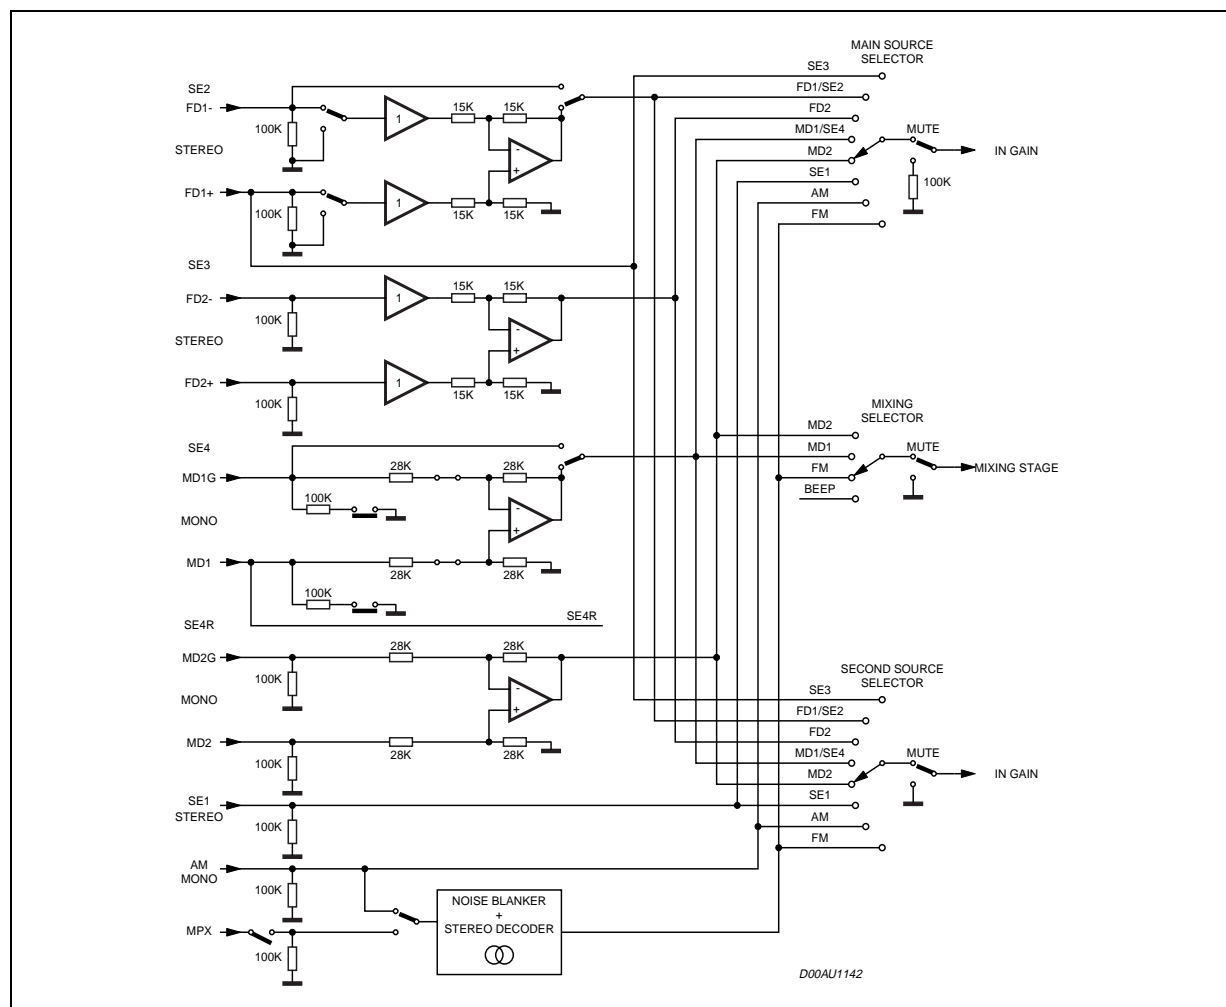 MAIN SOURCE
SELECTOR
SE3
SE2
FD1/SE2
FD1-
15K
15K
FD2
100K
1
MD1/SE4
MUTE
STEREO
-
+
MD2
IN GAIN
SE1
100K
FD1+
AM
100K
1
15K
15K
FM
SE3
FD2-
1
15K
15K
100K
-
+
STEREO
FD2+
1
100K
15K
15K
MIXING
SELECTOR
MD2
SE4
MD1
MUTE
MD1G
28K
28K
FM
MIXING STAGE
100K
BEEP
-
+
MONO
MD1
28K
28K
100K
SE4R
SE4R
MD2G
28K
28K
SECOND SOURCE
SELECTOR
100K
-
+
SE3
MONO
FD1/SE2
FD2
MD2
28K
28K
MD1/SE4
MUTE
100K
MD2
IN GAIN
SE1
STEREO
SE1
100K
AM
FM
AM
MONO
100K
NOISE BLANKER
+
STEREO DECODER
MPX
100K
D00AU1142